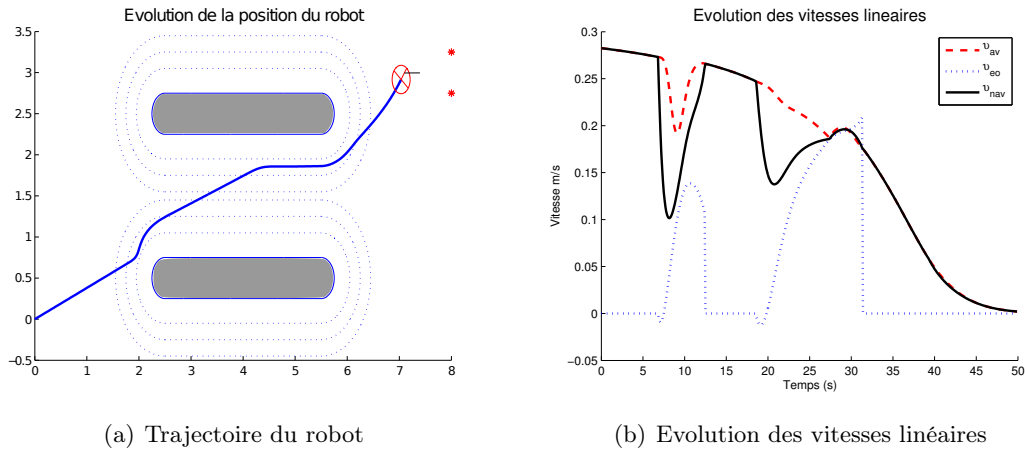 Evolution de la position du robot
3.5
3
2.5
2
1.5
1
0.5
0
−0.5
0 1 2 3 4 5 6 7 8
(a) Trajectoire du robot
Evolution des vitesses lineaires
Vitesse m/s
0.3
0.25
0.2
0.15
0.1
0.05
0
−0.05
υav
υeo
υnav
0 5 10 15 20 25 30 35 40 45 50
Temps (s)
(b) Evolution des vitesses linéaires